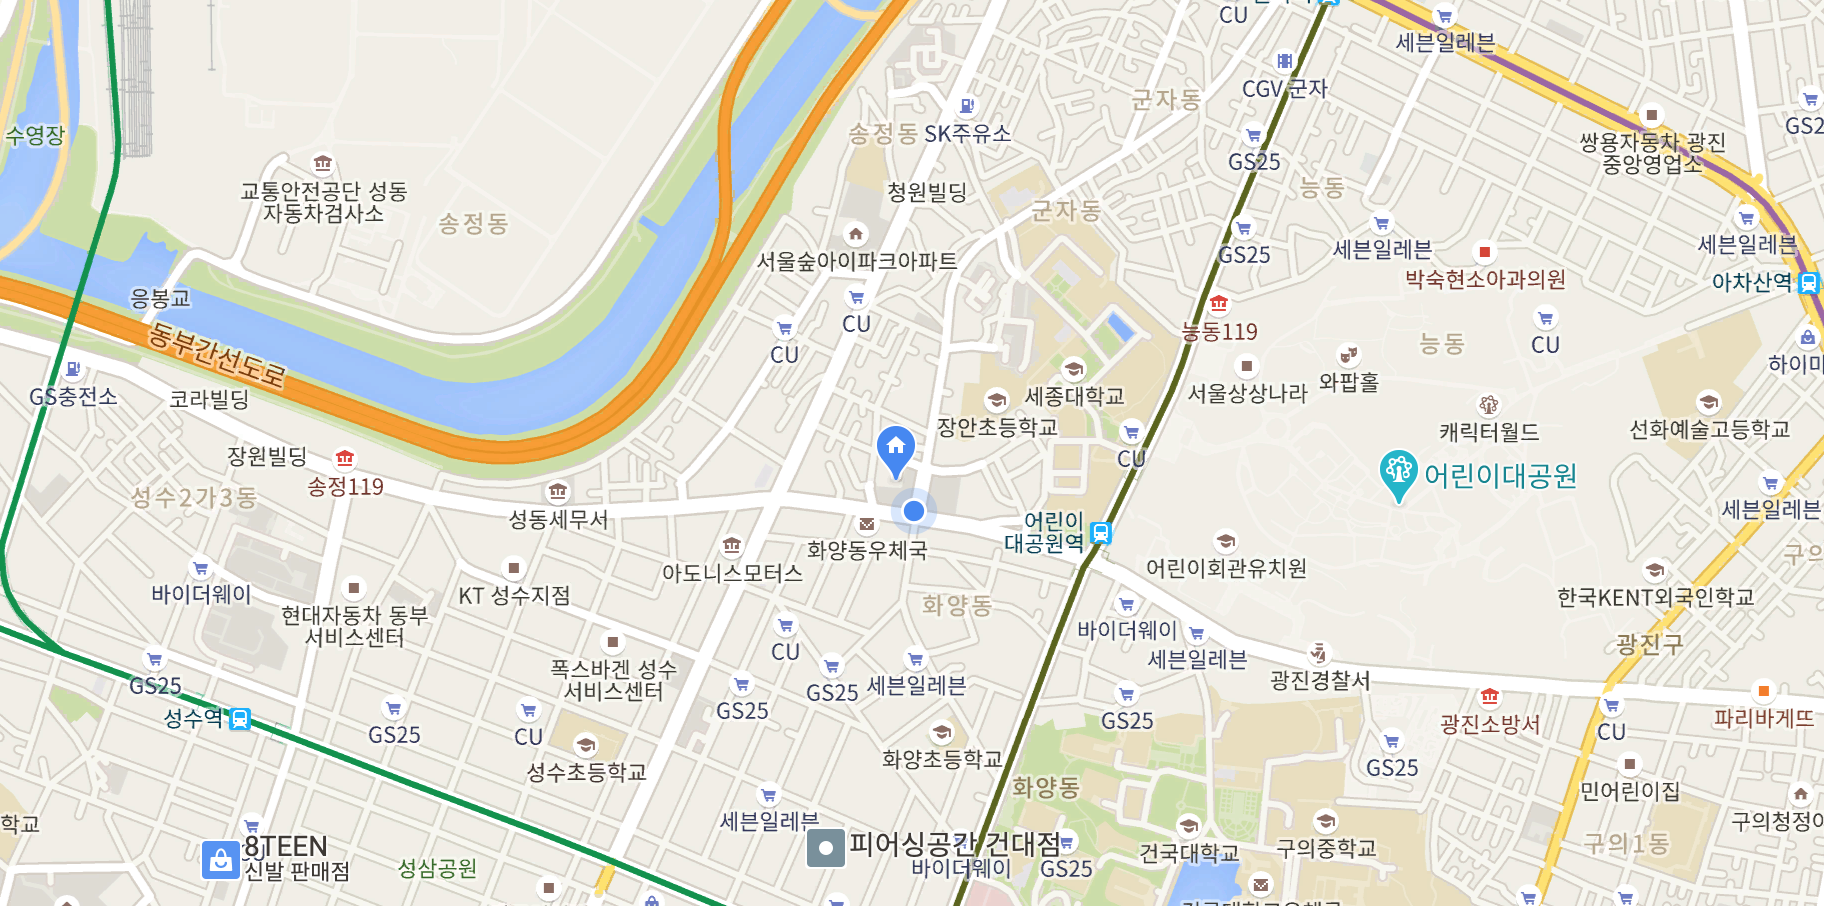 CU
세븐일레븐
CGV 군자
군자동
GS2
수영장
송정동
SK주유소
GS25
쌍용자동차 광진
중앙영업소
교통안전공단 성동
자동차검사소
송정동
청원빌딩
능동
군자동
세븐일레븐
세븐일레븐
GS25
서울숲아이파크아파트
박숙현소아과의원
아차산역
응봉교
CU
능동119
능동
CU
동부간선도로
CU
하이마
GS충전소
코라빌딩
세종대학교
서울상상나라
와팝홀
장안초등학교
캐릭터월드
선화예술고등학교
장원빌딩
CU
어린이대공원
송정119
성수2가3동
세븐일레븐
성동세무서
어린이
대공원역
화양동우체국
구의
아도니스모터스
어린이회관유치원
바이더웨이
KT 성수지점
한국KENT외국인학교
현대자동차 동부
서비스센터
화양동
바이더웨이
광진구
CU
세븐일레븐
폭스바겐 성수
서비스센터
GS25
GS25
세븐일레븐
광진경찰서
성수역
GS25
GS25
GS25
CU
광진소방서
CU
파리바게뜨
화양초등학교
성수초등학교
GS25
화양동
민어린이집
세븐일레븐
학교
구의청정아
8TEEN
신발 판매점
피어싱공간 건대점
건국대학교
구의중학교
구의1동
성삼공원
바이더웨이
GS25